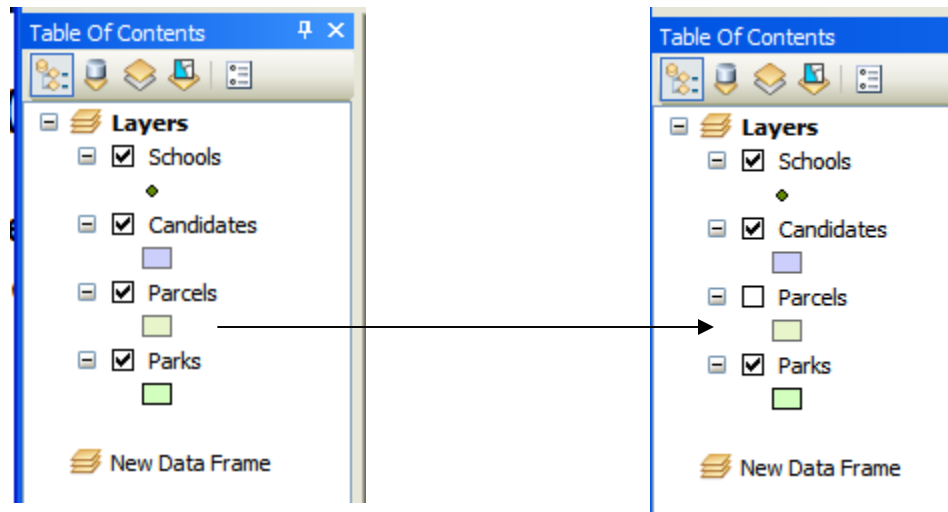 Table Of Contents
Layers
Schools
Candidates
Parcels
Parks
New Data Frame
Table Of Contents
Layers
Schools
Candidates
Parcels
Parks
New Data Frame